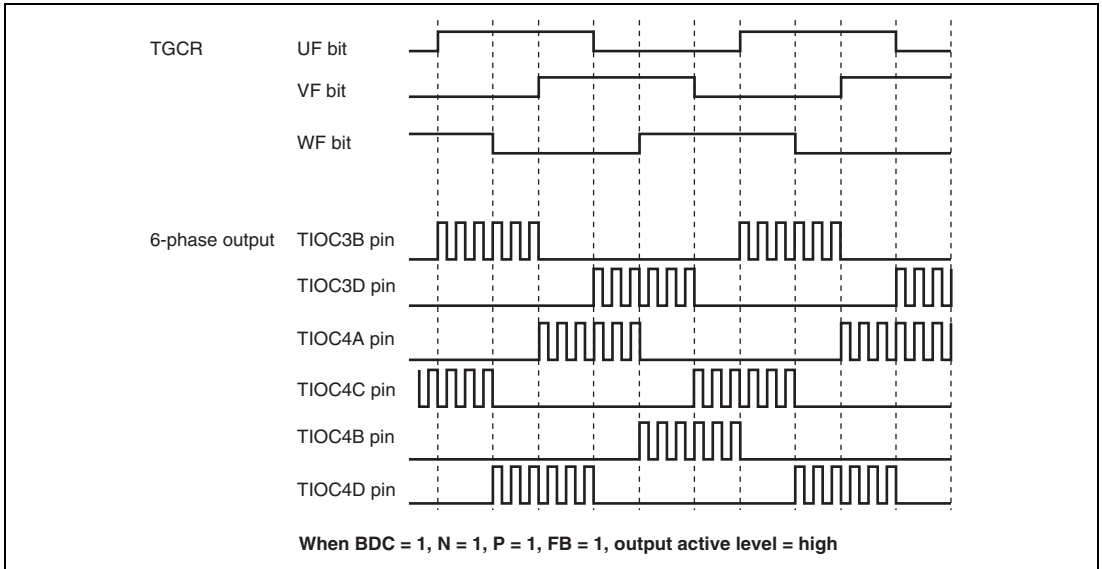 TGCR UF bit
VF bit
WF bit
6-phase output TIOC3B pin
TIOC3D pin
TIOC4A pin
TIOC4C pin
TIOC4B pin
TIOC4D pin
When BDC = 1, N = 1, P = 1, FB = 1, output active level = high